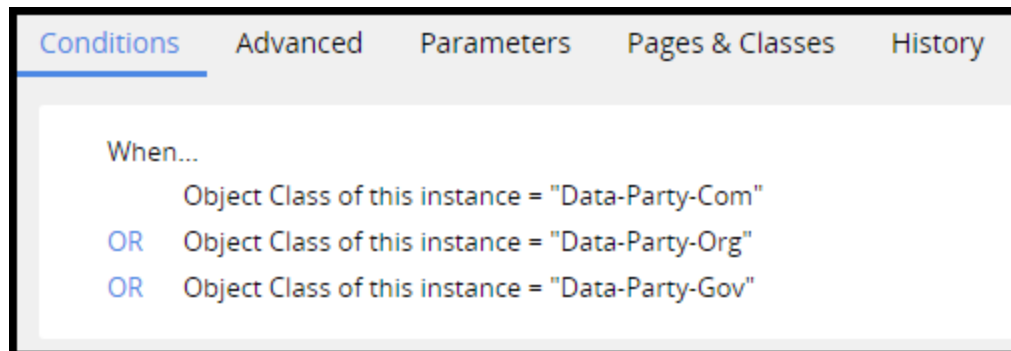 Conditions Advanced Parameters Pages & Classes History
When...
Object Class of this instance = "Data-Party-Com"
OR Object Class of this instance = "Data-Party-Org"
OR Object Class of this instance = "Data-Party-Gov"